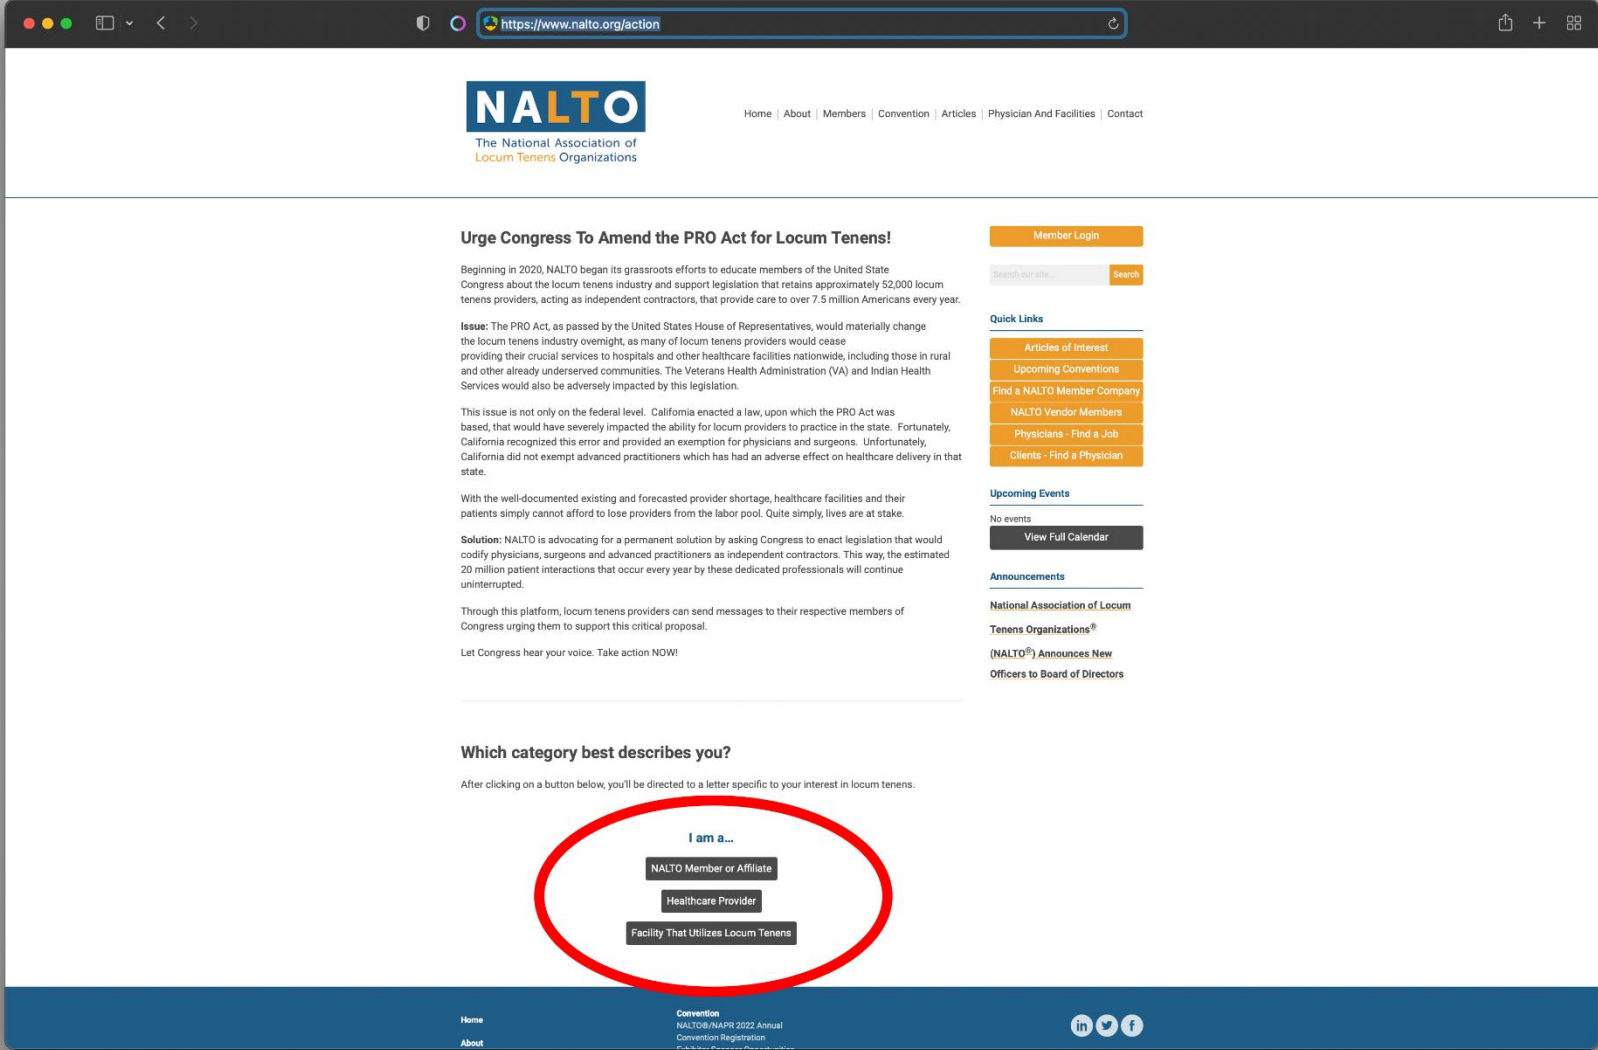 https://www.nalto.org/action
NALTO
The National Association of
Locum Tenens Organizations
Home | About | Members | Convention | Articles | Physician And Facilities | Contact
Urge Congress To Amend the PRO Act for Locum Tenens!
Beginning in 2020, NALTO began its grassroots efforts to educate members of the United State
Congress about the locum tenens industry and support legislation that retains approximately 52,000 locum
tenens providers, acting as independent contractors, that provide care to over 7.5 million Americans every year.
Issue: The PRO Act, as passed by the United States House of Representatives, would materially change
the locum tenens industry overnight, as many of locum tenens providers would cease
providing their crucial services to hospitals and other healthcare facilities nationwide, including those in rural
and other already underserved communities. The Veterans Health Administration (VA) and Indian Health
Services would also be adversely impacted by this legislation.
This issue is not only on the federal level. California enacted a law, upon which the PRO Act was
based, that would have severely impacted the ability for locum providers to practice in the state. Fortunately,
California recognized this error and provided an exemption for physicians and surgeons. Unfortunately,
California did not exempt advanced practitioners which has had an adverse effect on healthcare delivery in that
state.
With the well-documented existing and forecasted provider shortage, healthcare facilities and their
patients simply cannot afford to lose providers from the labor pool. Quite simply, lives are at stake.
Solution: NALTO is advocating for a permanent solution by asking Congress to enact legislation that would
codify physicians, surgeons and advanced practitioners as independent contractors. This way, the estimated
20 million patient interactions that occur every year by these dedicated professionals will continue
uninterrupted.
Through this platform, locum tenens providers can send messages to their respective members of
Congress urging them to support this critical proposal.
Let Congress hear your voice. Take action NOW!
Member Login
Search our site...
Search
Quick Links
Articles of Interest
Upcoming Conventions
Find a NALTO Member Company
NALTO Vendor Members
Physicians - Find a Job
Clients - Find a Physician
Upcoming Events
No events
View Full Calendar
Announcements
National Association of Locum
Tenens Organizations®
(NALTO®) Announces New
Officers to Board of Directors
Which category best describes you?
After clicking on a button below, you'll be directed to a letter specific to your interest in locum tenens.
I am a...
NALTO Member or Affiliate
Healthcare Provider
Facility That Utilizes Locum Tenens
Home
About
Convention
NALTO®/NAPR 2022 Annual
Convention Registration